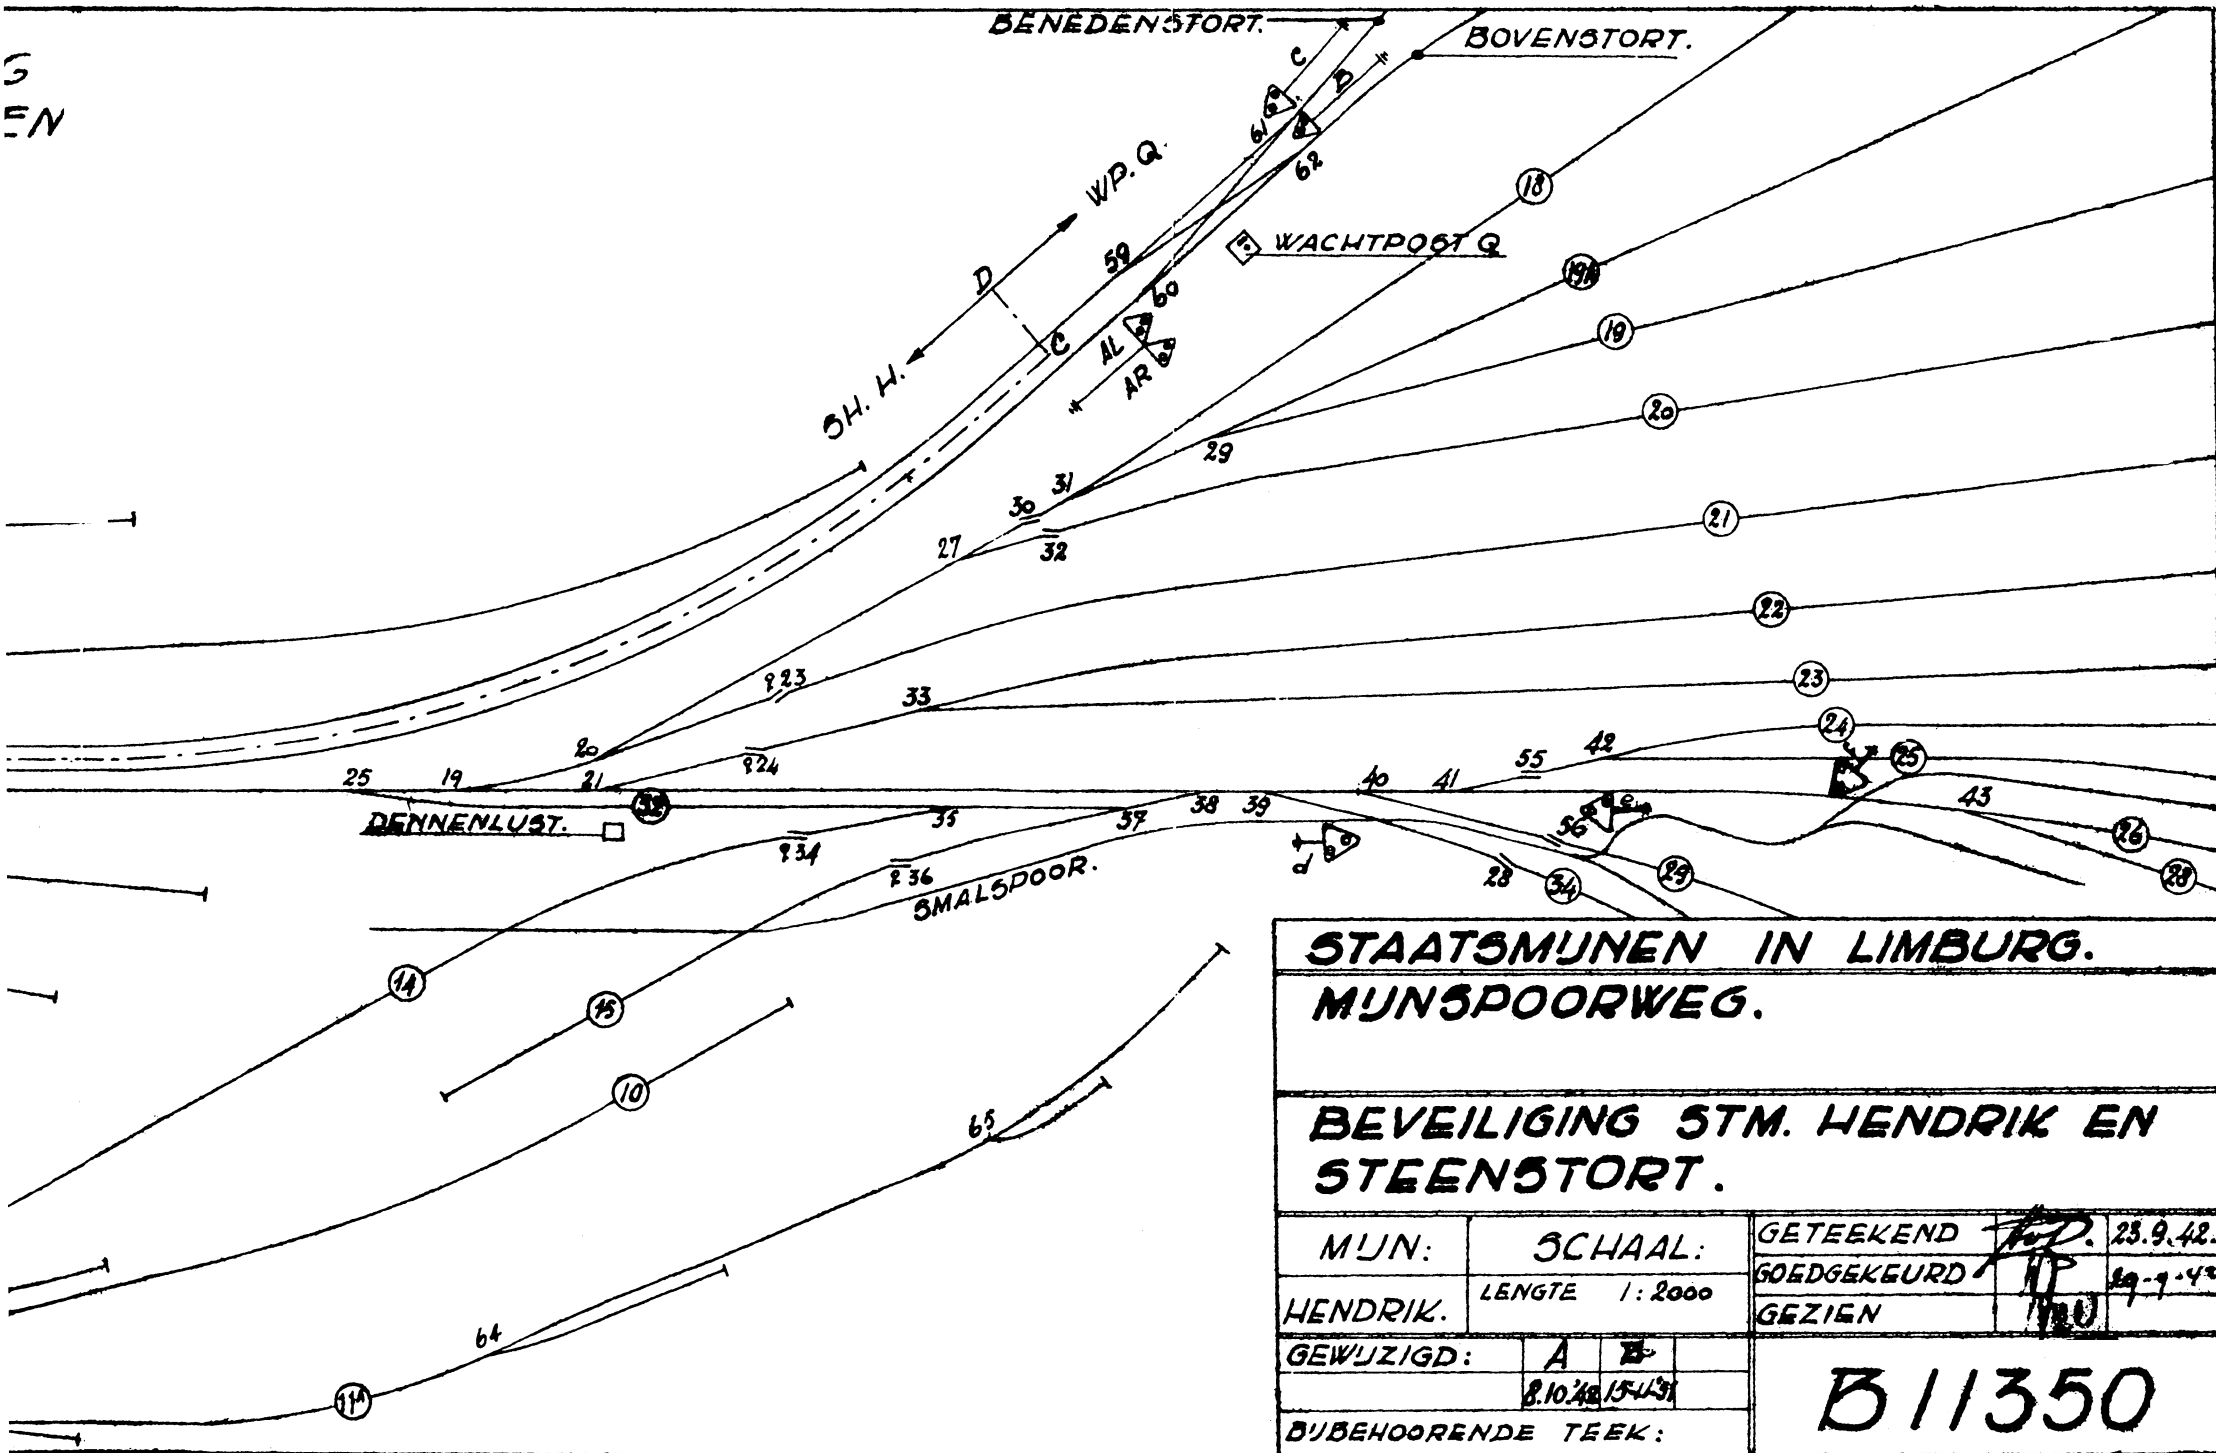 BENEDENSTORT.
BOVENSTORT.
G
EN
C
B
61
62
WP. Q.
18
WACHTPOST Q
59
60
19A
D
C
AL
AR
19
SH. H.
20
29
31
30
27
32
21
22
23
33
23
24
20
24
42
55
25
25
19
21
40
41
DENNENLUST.
35
37
38
39
43
e
56
26
34
36
d
28
34
29
28
SMALSPOOR.
14
15
10
65
64
11A
STAATSMIJNEN IN LIMBURG.
MIJNSPOORWEG.
BEVEILIGING STM. HENDRIK EN
STEENSTORT.
MIJN:
SCHAAL:
GETEEKEND
23.9.42.
HENDRIK.
LENGTE 1:2000
GOEDGEKEURD
GEZIEN
GEWIJZIGD:
A
8.10.'42
B11350
BIJBEHOORENDE TEEK: